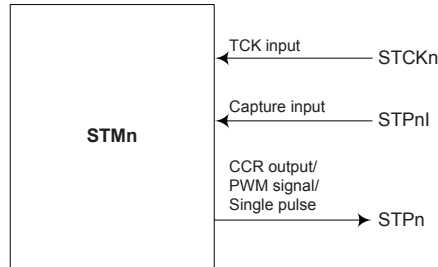 TCK input
STCKn
Capture input
STPnI
STMn
CCR output/
PWM signal/
Single pulse
STPn